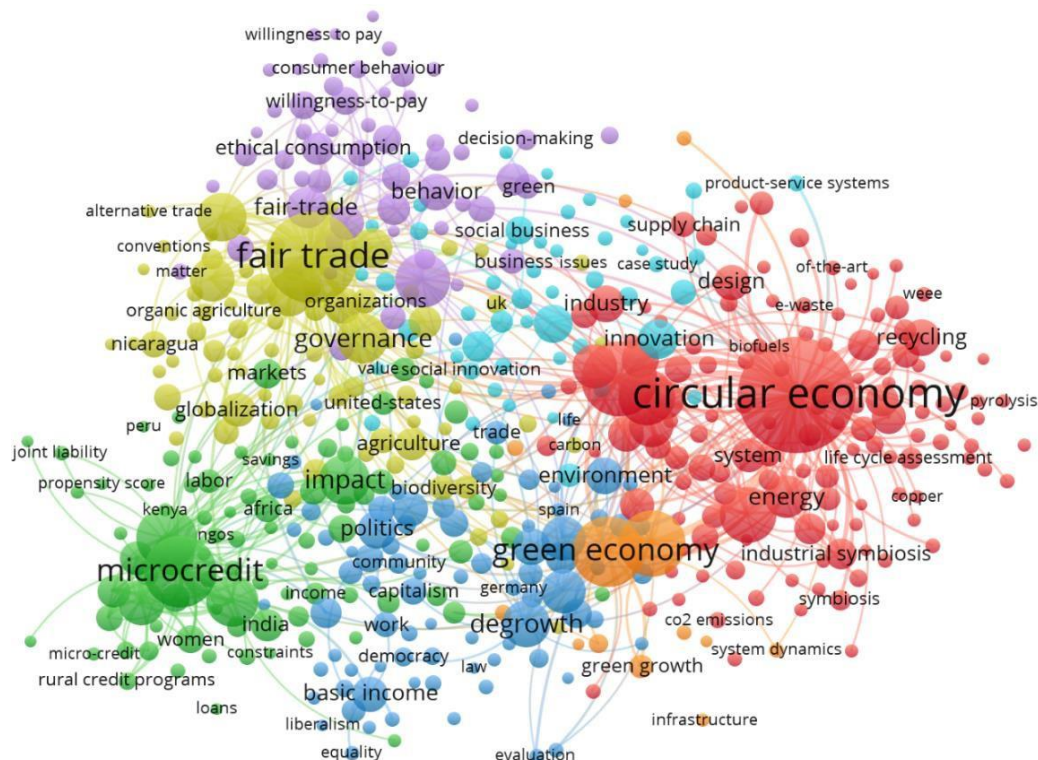 willingness to pay
consumer behaviour
willingness-to-pay
decision-making
ethical consumption
product-service systems
behavior
green
alternative trade
fair-trade
supply chain
social business
conventions
fair trade
business
issues
case study
of-the-art
matter
design
weee
organizations
uk
industry
e-waste
organic agriculture
nicaragua
governance
innovation
biofuels
recycling
markets
value
social innovation
circular economy
pyrolysis
united-states
globalization
life
peru
trade
agriculture
carbon
joint liability
savings
system
life cycle assessment
propensity score
labor
impact
biodiversity
environment
energy
copper
kenya
africa
spain
ngos
politics
green economy
industrial symbiosis
microcredit
community
income
capitalism
germany
symbiosis
india
work
degrowth
co2 emissions
women
micro-credit
constraints
democracy
law
green growth
system dynamics
rural credit programs
basic income
loans
liberalism
infrastructure
equality
evaluation